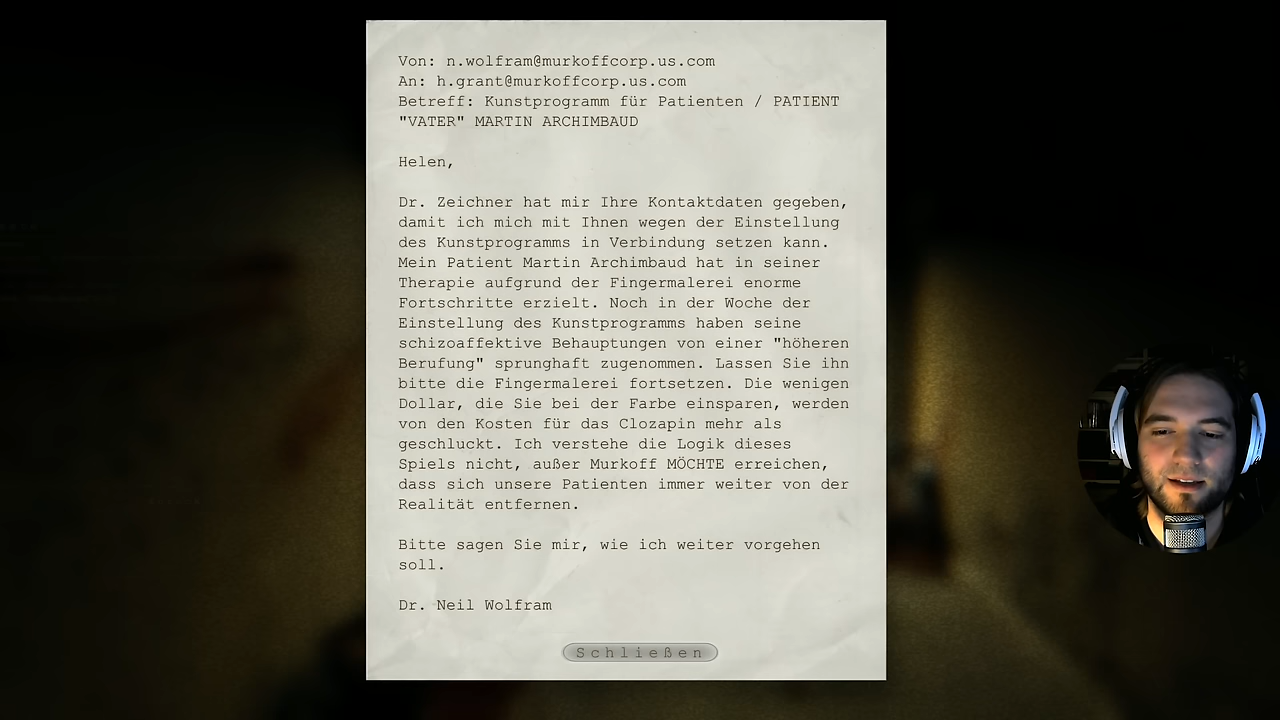 Von: n.wolfram@murkoffcorp.us.com
An: h.grant@murkoffcorp.us.com
Betreff: Kunstprogramm für Patienten / PATIENT
"VATER" MARTIN ARCHIMBAUD
Helen,
Dr. Zeichner hat mir Ihre Kontaktdaten gegeben,
damit ich mich mit Ihnen wegen der Einstellung
des Kunstprogramms in Verbindung setzen kann.
Mein Patient Martin Archimbaud hat in seiner
Therapie aufgrund der Fingermalerei enorme
Fortschritte erzielt. Noch in der Woche der
Einstellung des Kunstprogramms haben seine
schizoaffektive Behauptungen von einer "höheren
Berufung" sprunghaft zugenommen. Lassen Sie ihn
bitte die Fingermalerei fortsetzen. Die wenigen
Dollar, die Sie bei der Farbe einsparen, werden
von den Kosten für das Clozapin mehr als
geschluckt. Ich verstehe die Logik dieses
Spiels nicht, außer Murkoff MÖCHTE erreichen,
dass sich unsere Patienten immer weiter von der
Realität entfernen.
Bitte sagen Sie mir, wie ich weiter vorgehen
soll.
Dr. Neil Wolfram
Schließen